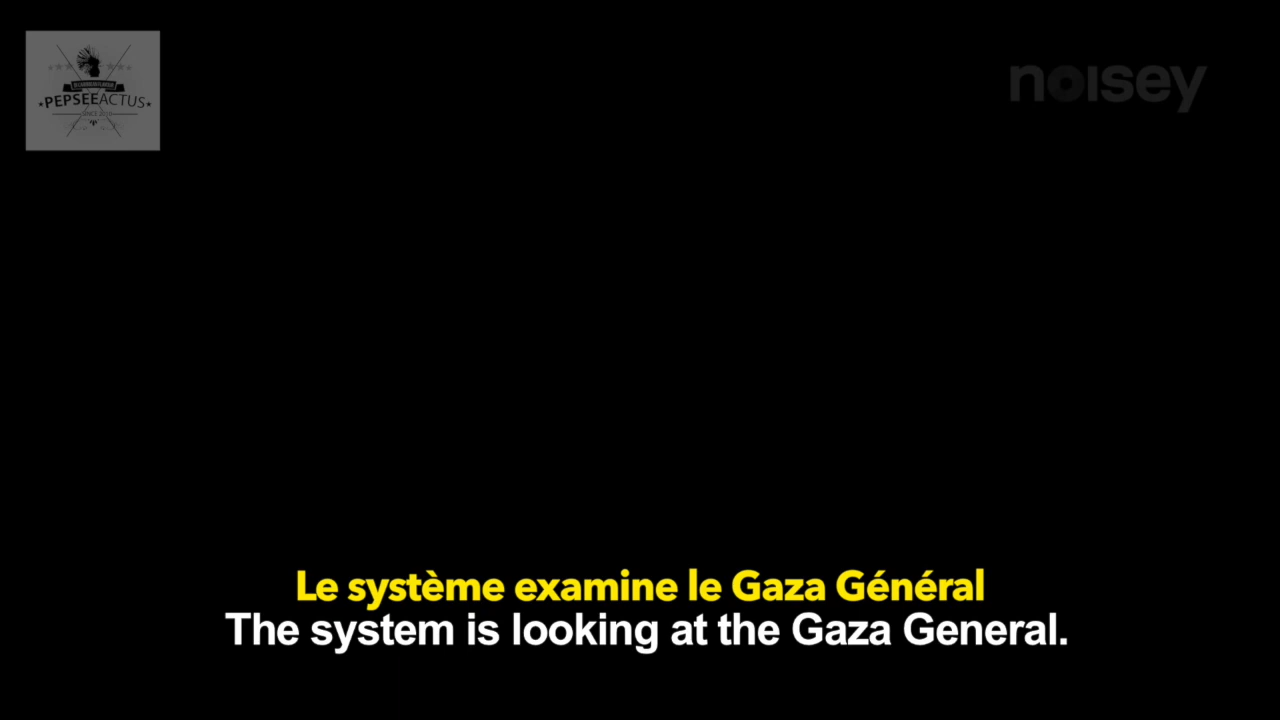 PEPSEEACTUS
noisey
Le système examine le Gaza Général
The system is looking at the Gaza General.